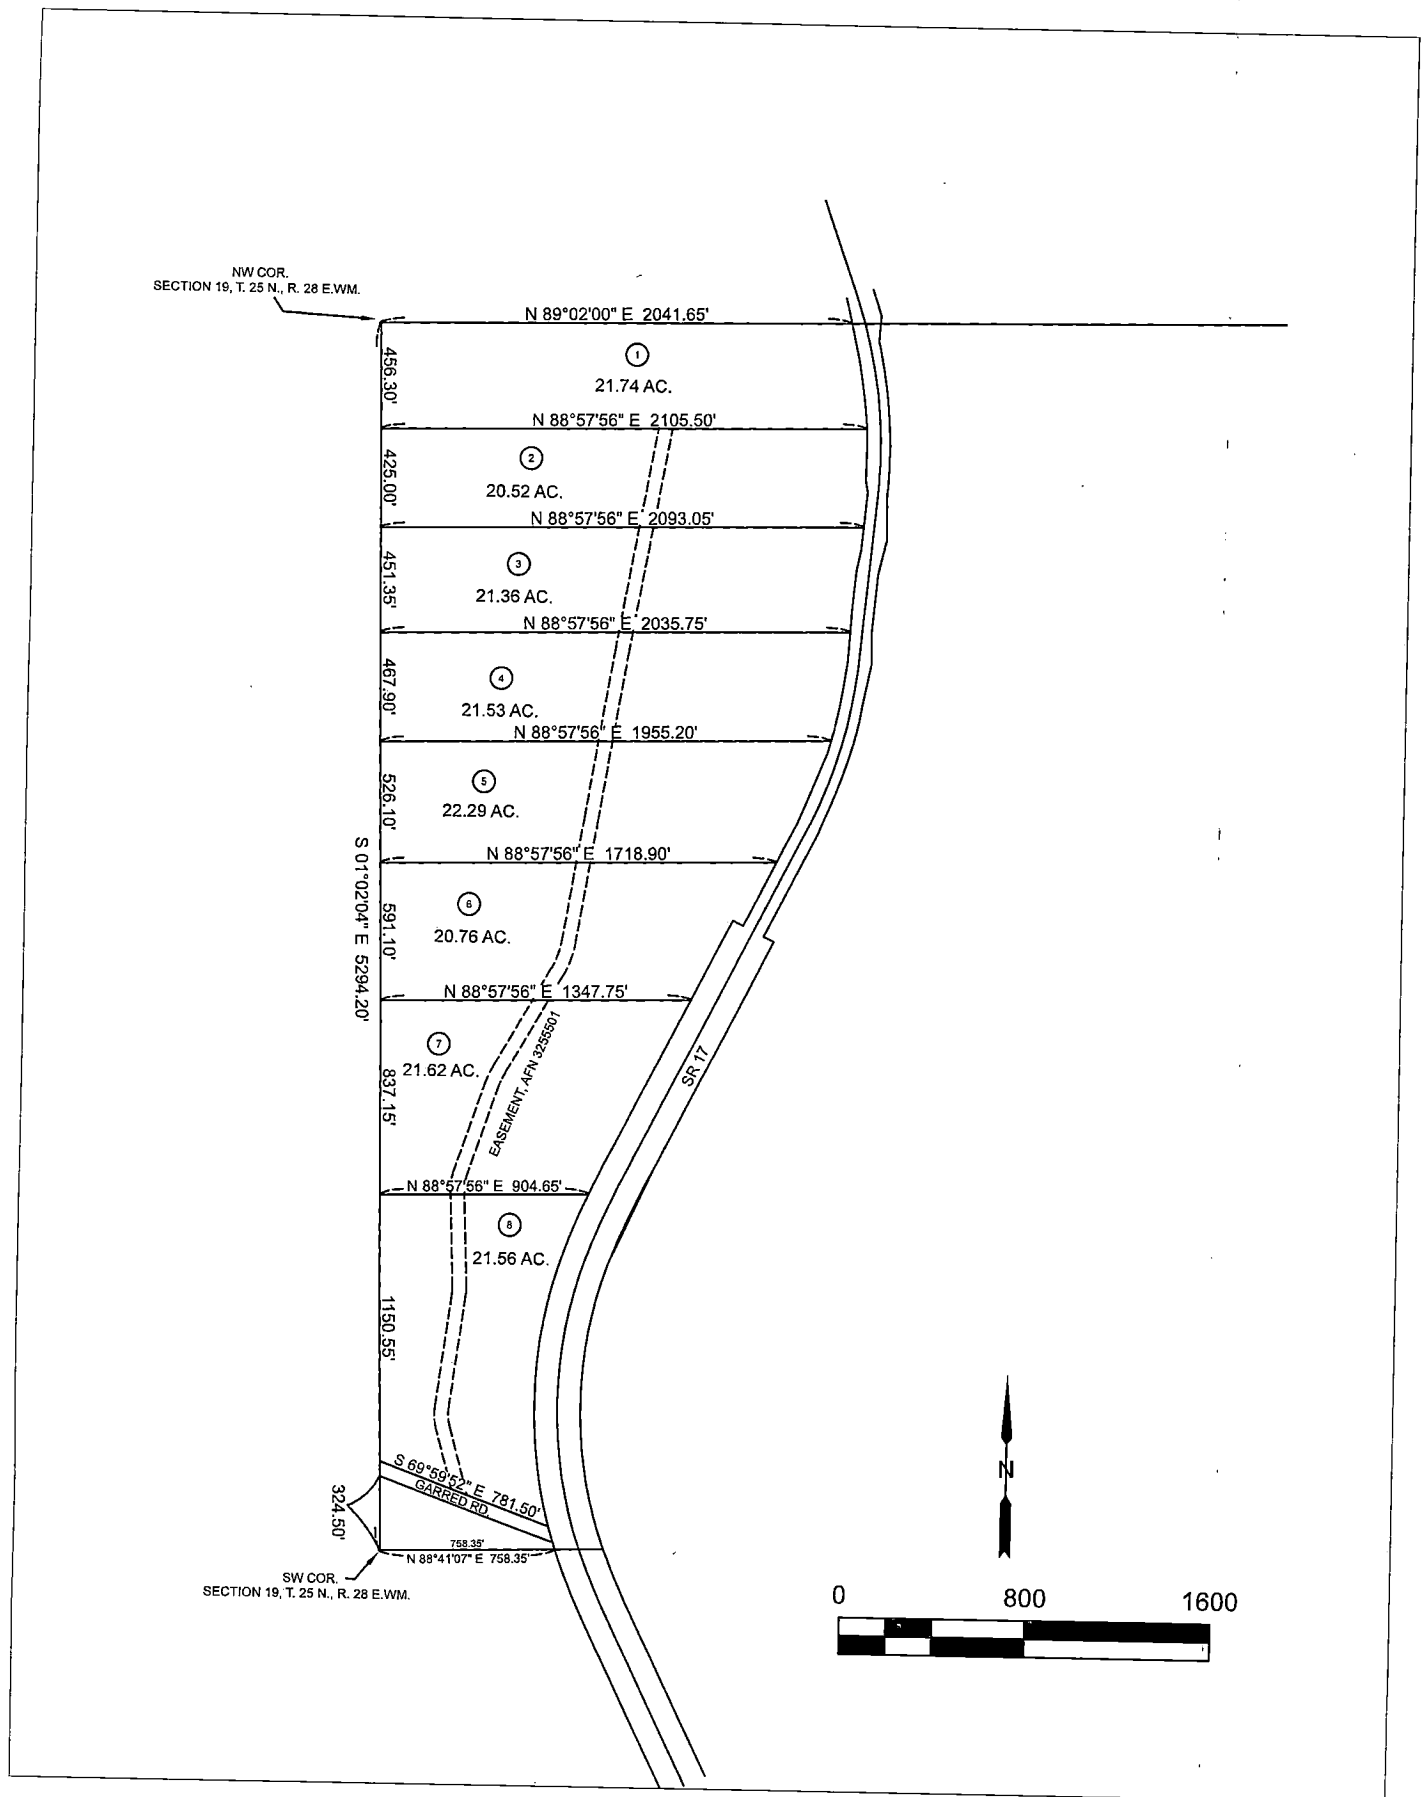 NW COR.
SECTION 19, T. 25 N., R. 28 E.WM.
N 89°02'00" E 2041.65'
1
21.74 AC.
456.30'
N 88°57'56" E 2105.50'
2
20.52 AC.
425.00'
N 88°57'56" E 2093.05'
3
21.36 AC.
451.35'
N 88°57'56" E 2035.75'
4
21.53 AC.
467.90'
N 88°57'56" E 1955.20'
5
22.29 AC.
526.10'
S 01°02'04" E 5294.20'
N 88°57'56" E 1718.90'
6
20.76 AC.
591.10'
N 88°57'56" E 1347.75'
7
21.62 AC.
837.15'
EASEMENT, AFN 3255501
SR 17
N 88°57'56" E 904.65'
8
21.56 AC.
1150.55'
S 69°59'52" E 781.50'
GARRED RD.
324.50'
758.35'
N 88°41'07" E 758.35'
SW COR.
SECTION 19, T. 25 N., R. 28 E.WM.
N
0 800 1600